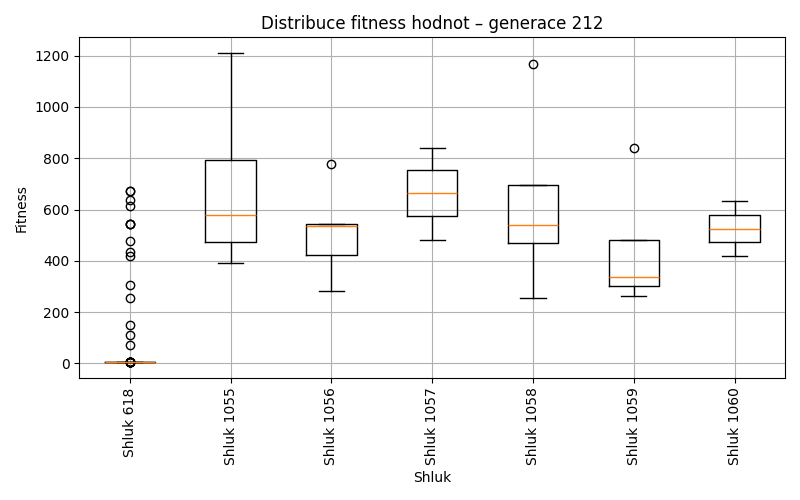 Distribuce fitness hodnot – generace 212
1200
1000
800
600
400
200
0
Fitness
Shluk 618
Shluk 1055
Shluk 1056
Shluk 1057
Shluk 1058
Shluk 1059
Shluk 1060
Shluk